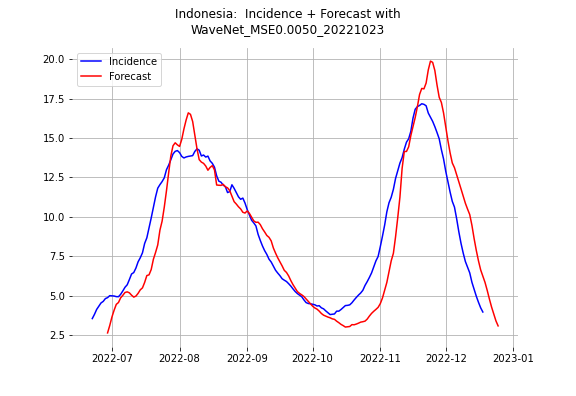 Indonesia:  Incidence + Forecast with
WaveNet_MSE0.0050_20221023
Incidence
Forecast
20.0
17.5
15.0
12.5
10.0
7.5
5.0
2.5
2022-07 2022-08 2022-09 2022-10 2022-11 2022-12 2023-01